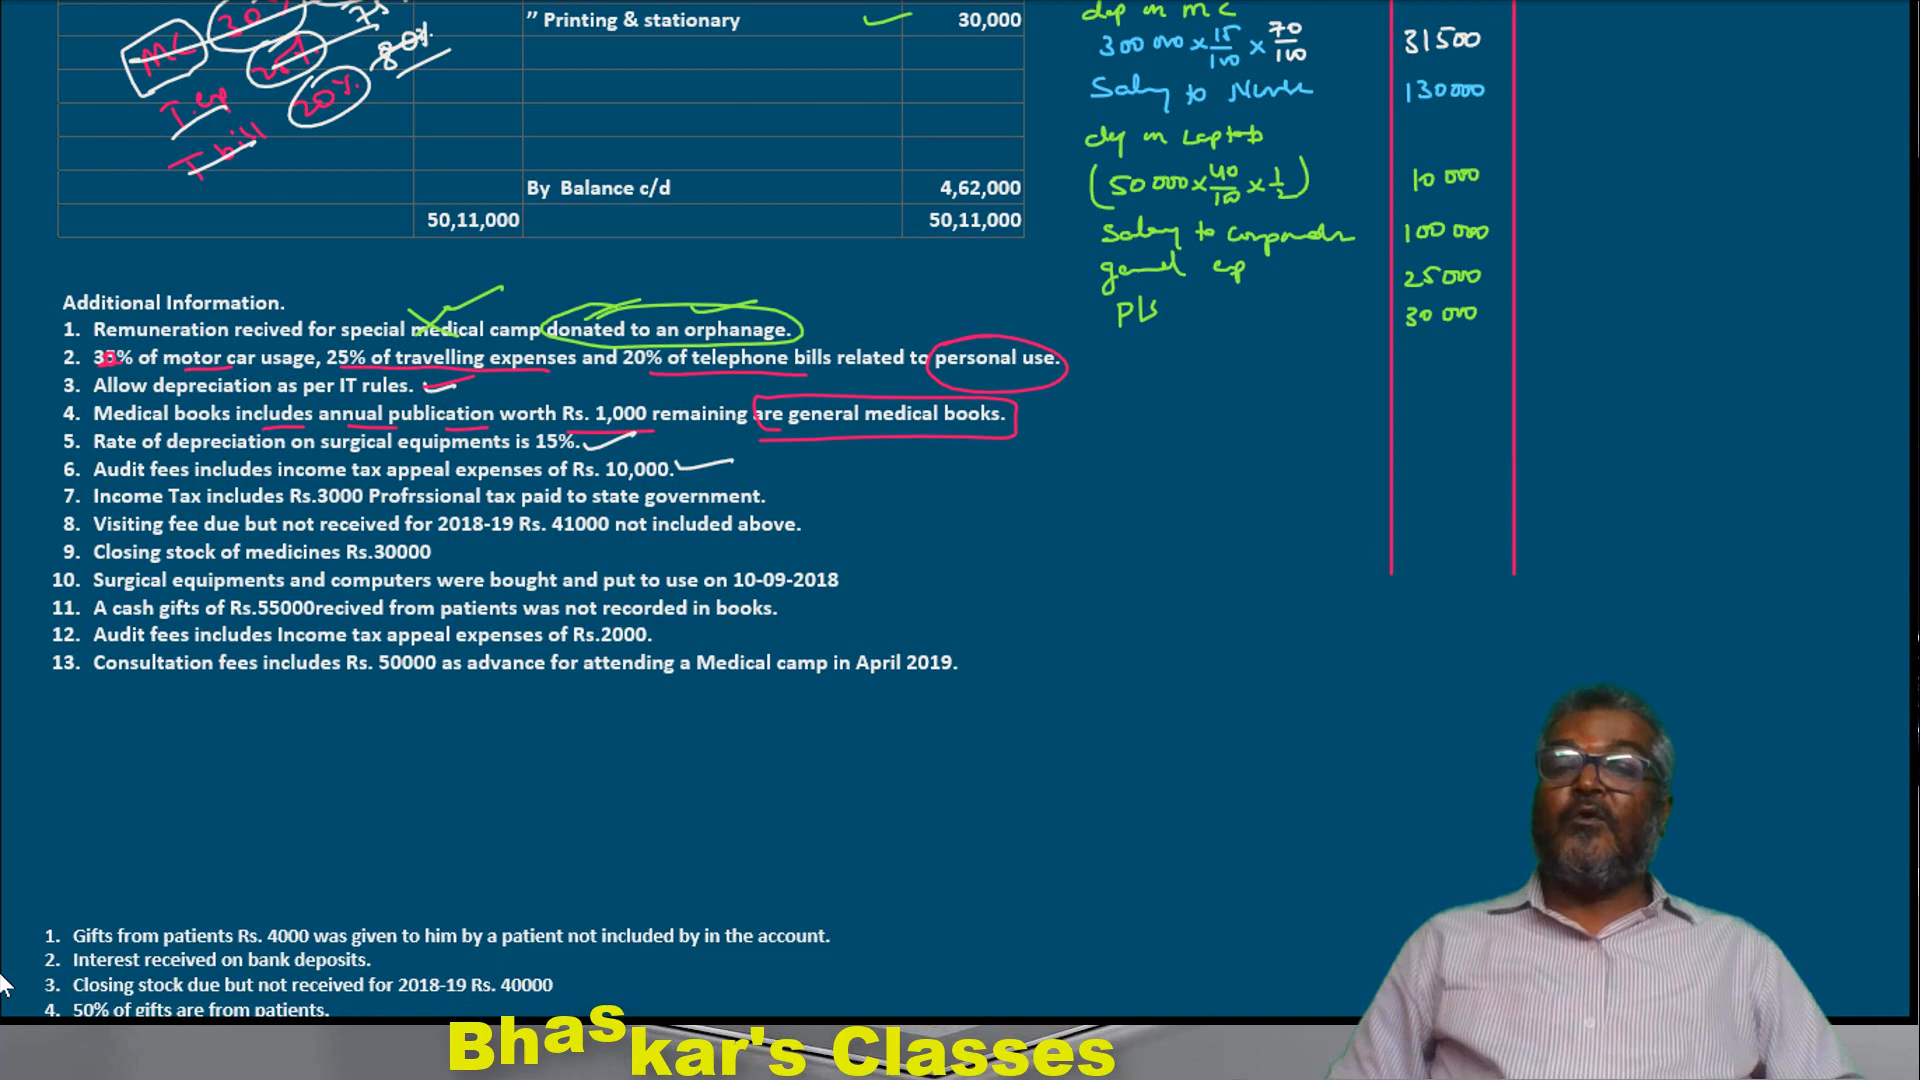 " Printing & stationary 30,000
By Balance c/d 4,62,000
50,11,000 50,11,000
MC 30%
25%
20% 80%
T. exp
T bill
dep on MC
300000 × 15/100 × 70/100 31500
Salary to Nurse 130000
dep on Laptop
(50000 × 40/100 × 1/2) 10000
Salary to compounder 100000
general exp 25000
P/S 30000
Additional Information.
1. Remuneration recived for special medical camp donated to an orphanage.
2. 30% of motor car usage, 25% of travelling expenses and 20% of telephone bills related to personal use.
3. Allow depreciation as per IT rules.
4. Medical books includes annual publication worth Rs. 1,000 remaining are general medical books.
5. Rate of depreciation on surgical equipments is 15%.
6. Audit fees includes income tax appeal expenses of Rs. 10,000.
7. Income Tax includes Rs.3000 Profrssional tax paid to state government.
8. Visiting fee due but not received for 2018-19 Rs. 41000 not included above.
9. Closing stock of medicines Rs.30000
10. Surgical equipments and computers were bought and put to use on 10-09-2018
11. A cash gifts of Rs.55000recived from patients was not recorded in books.
12. Audit fees includes Income tax appeal expenses of Rs.2000.
13. Consultation fees includes Rs. 50000 as advance for attending a Medical camp in April 2019.
1. Gifts from patients Rs. 4000 was given to him by a patient not included by in the account.
2. Interest received on bank deposits.
3. Closing stock due but not received for 2018-19 Rs. 40000
4. 50% of gifts are from patients.
Bhaskar's Classes